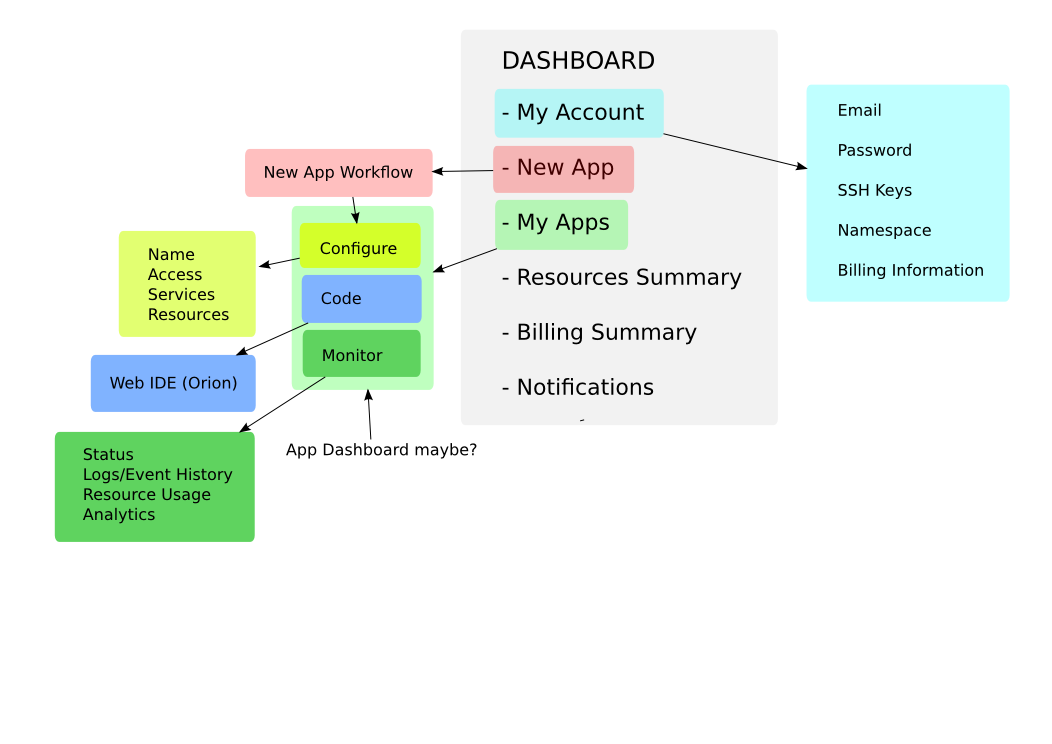 DASHBOARD
- My Account
- New App
- My Apps
- Resources Summary
- Billing Summary
- Notifications
Email
Password
SSH Keys
Namespace
Billing Information
New App Workflow
Configure
Code
Monitor
Name
Access
Services
Resources
Web IDE (Orion)
Status
Logs/Event History
Resource Usage
Analytics
App Dashboard maybe?